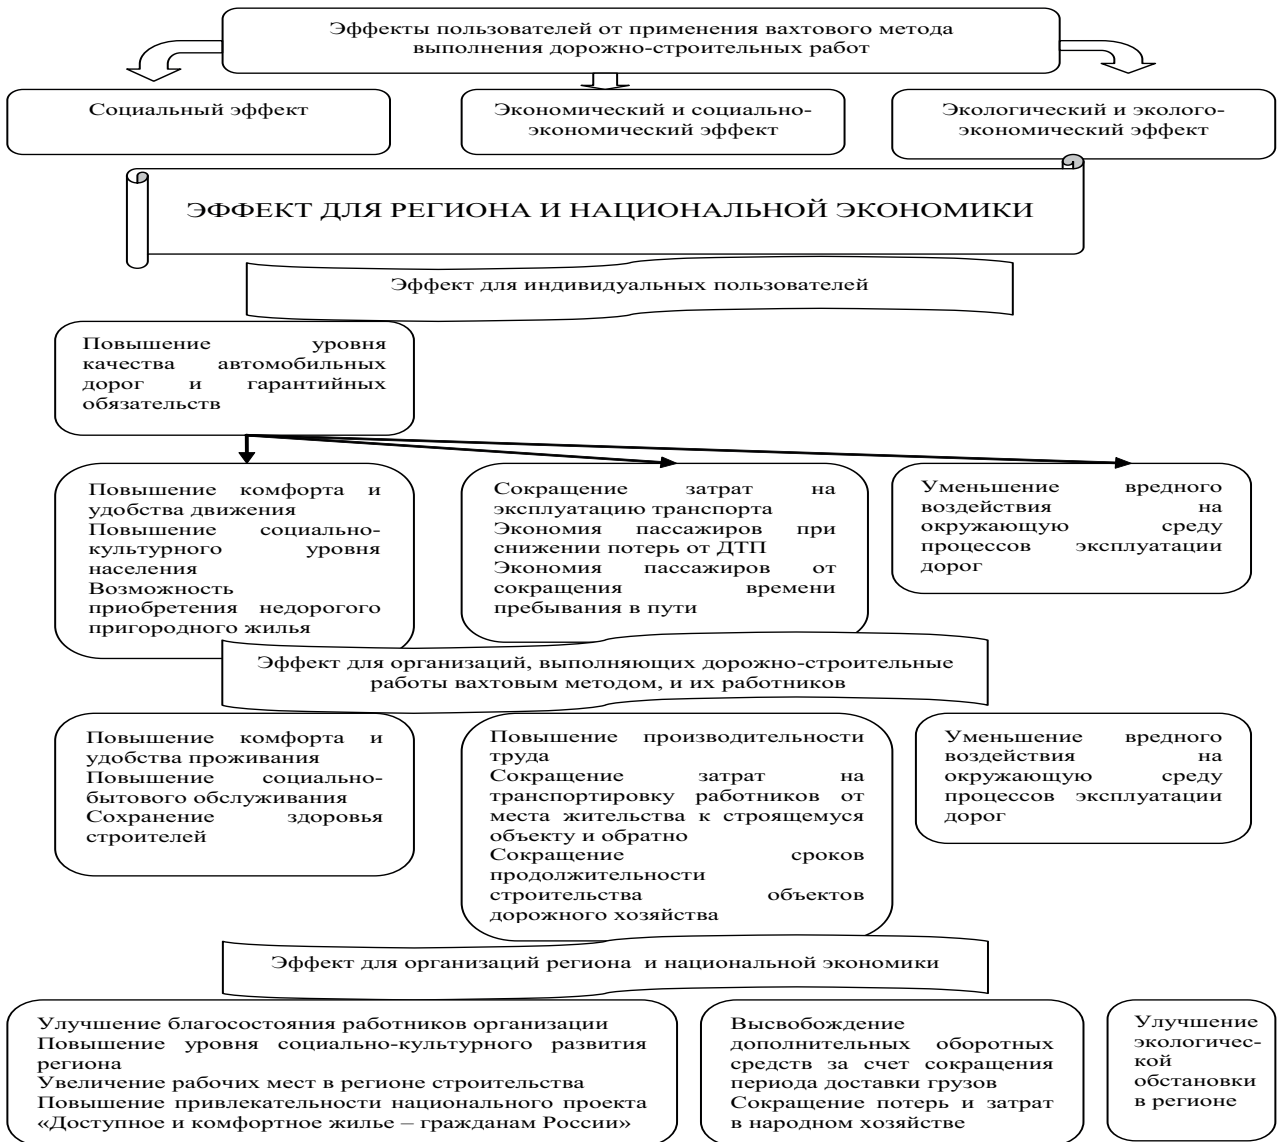 Эффекты пользователей от применения вахтового метода
выполнения дорожно-строительных работ
Социальный эффект
Экономический и социально-
экономический эффект
Экологический и эколого-
экономический эффект
ЭФФЕКТ ДЛЯ РЕГИОНА И НАЦИОНАЛЬНОЙ ЭКОНОМИКИ
Эффект для индивидуальных пользователей
Повышение уровня
качества автомобильных
дорог и гарантийных
обязательств
Повышение комфорта и
удобства движения
Повышение социально-
культурного уровня
населения
Возможность
приобретения недорогого
пригородного жилья
Сокращение затрат на
эксплуатацию транспорта
Экономия пассажиров при
снижении потерь от ДТП
Экономия пассажиров от
сокращения времени
пребывания в пути
Уменьшение вредного
воздействия на
окружающую среду
процессов эксплуатации
дорог
Эффект для организаций, выполняющих дорожно-строительные
работы вахтовым методом, и их работников
Повышение комфорта и
удобства проживания
Повышение социально-
бытового обслуживания
Сохранение здоровья
строителей
Повышение производительности
труда
Сокращение затрат на
транспортировку работников от
места жительства к строящемуся
объекту и обратно
Сокращение сроков
продолжительности
строительства объектов
дорожного хозяйства
Уменьшение вредного
воздействия на
окружающую среду
процессов эксплуатации
дорог
Эффект для организаций региона и национальной экономики
Улучшение благосостояния работников организации
Повышение уровня социально-культурного развития
региона
Увеличение рабочих мест в регионе строительства
Повышение привлекательности национального проекта
«Доступное и комфортное жилье – гражданам России»
Высвобождение
дополнительных оборотных
средств за счет сокращения
периода доставки грузов
Сокращение потерь и затрат
в народном хозяйстве
Улучшение
экологичес-
кой
обстановки
в регионе